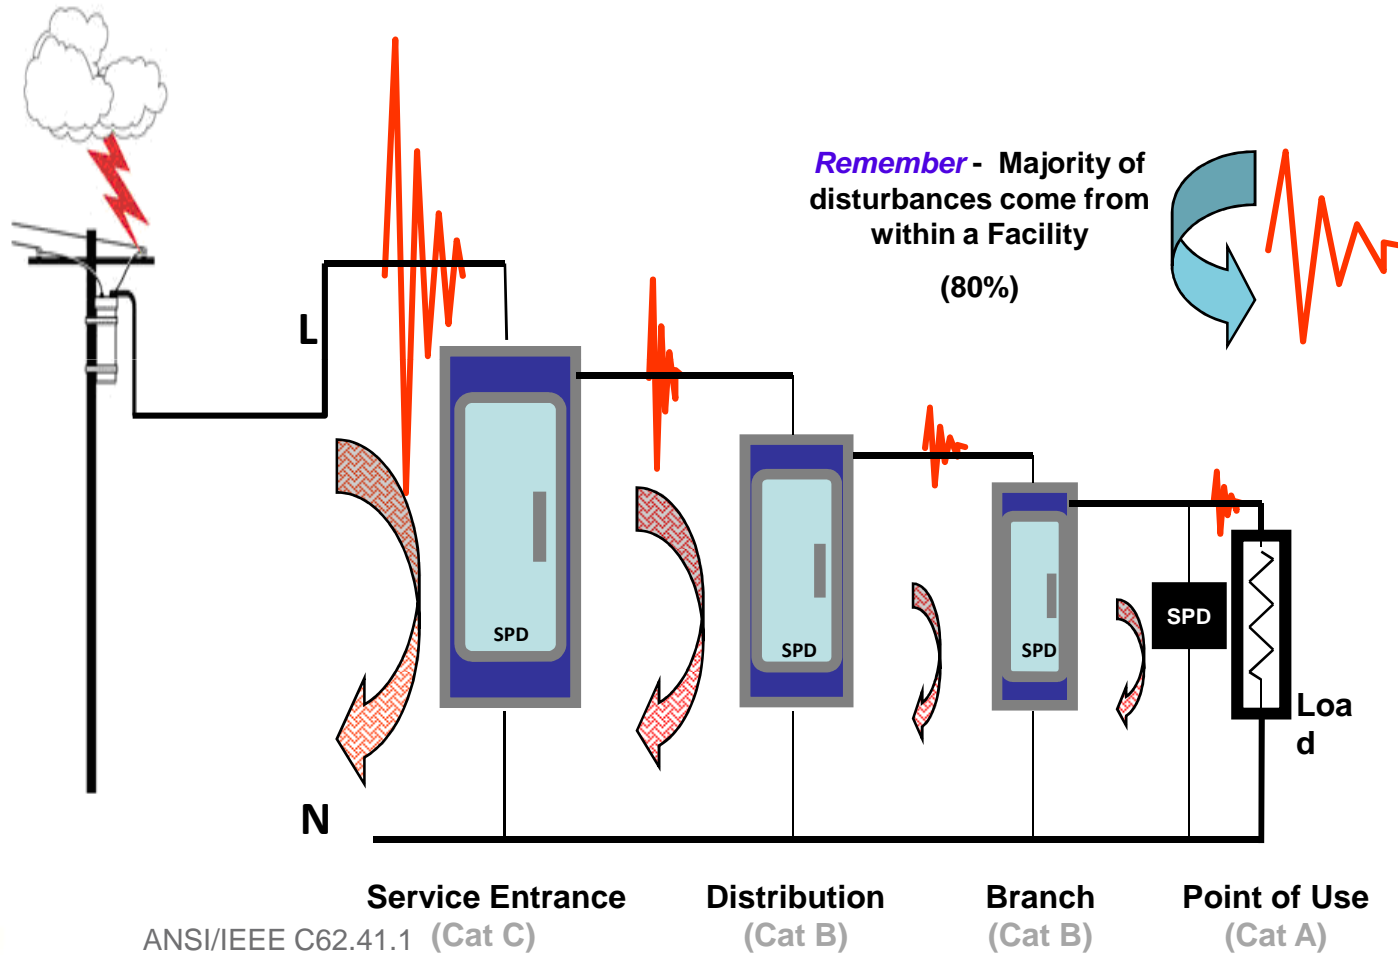 Remember - Majority of
disturbances come from
within a Facility
(80%)
L
SPD
SPD
SPD
SPD
Loa
d
N
Service Entrance
(Cat C)
Distribution
(Cat B)
Branch
(Cat B)
Point of Use
(Cat A)
ANSI/IEEE C62.41.1